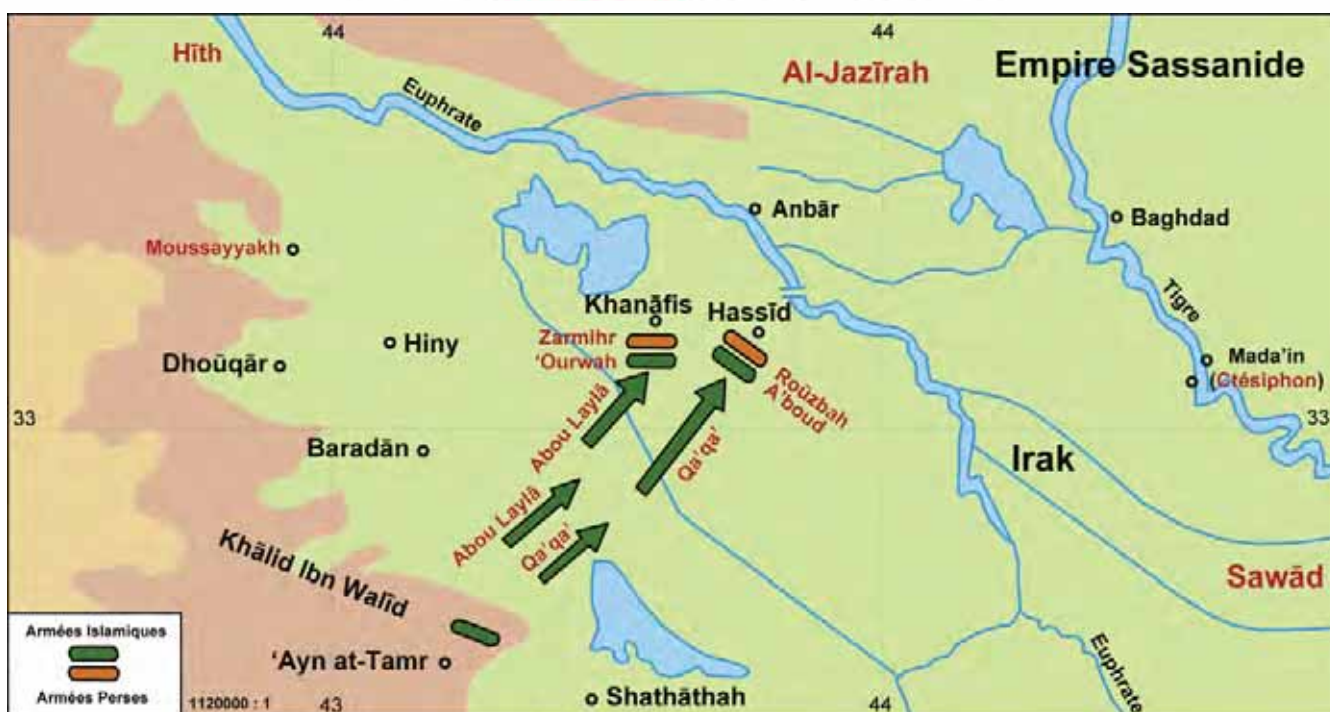 44
44
Hīth
Al-Jazīrah
Empire Sassanide
Euphrate
Anbār
Baghdad
Moussayyakh
Tigre
Khanāfis
Hassīd
Zarmihr
'Ourwah
Hiny
Dhoūqār
Mada'in
(Ctésiphon)
Roūzbah
A'boud
Abou Laylā
Qa'qa'
33
33
Baradān
Irak
Abou Laylā
Qa'qa'
Khālid Ibn Walīd
Sawād
Armées Islamiques
Armées Perses
'Ayn at-Tamr
Euphrate
Shathāthah
1120000 : 1
43
44